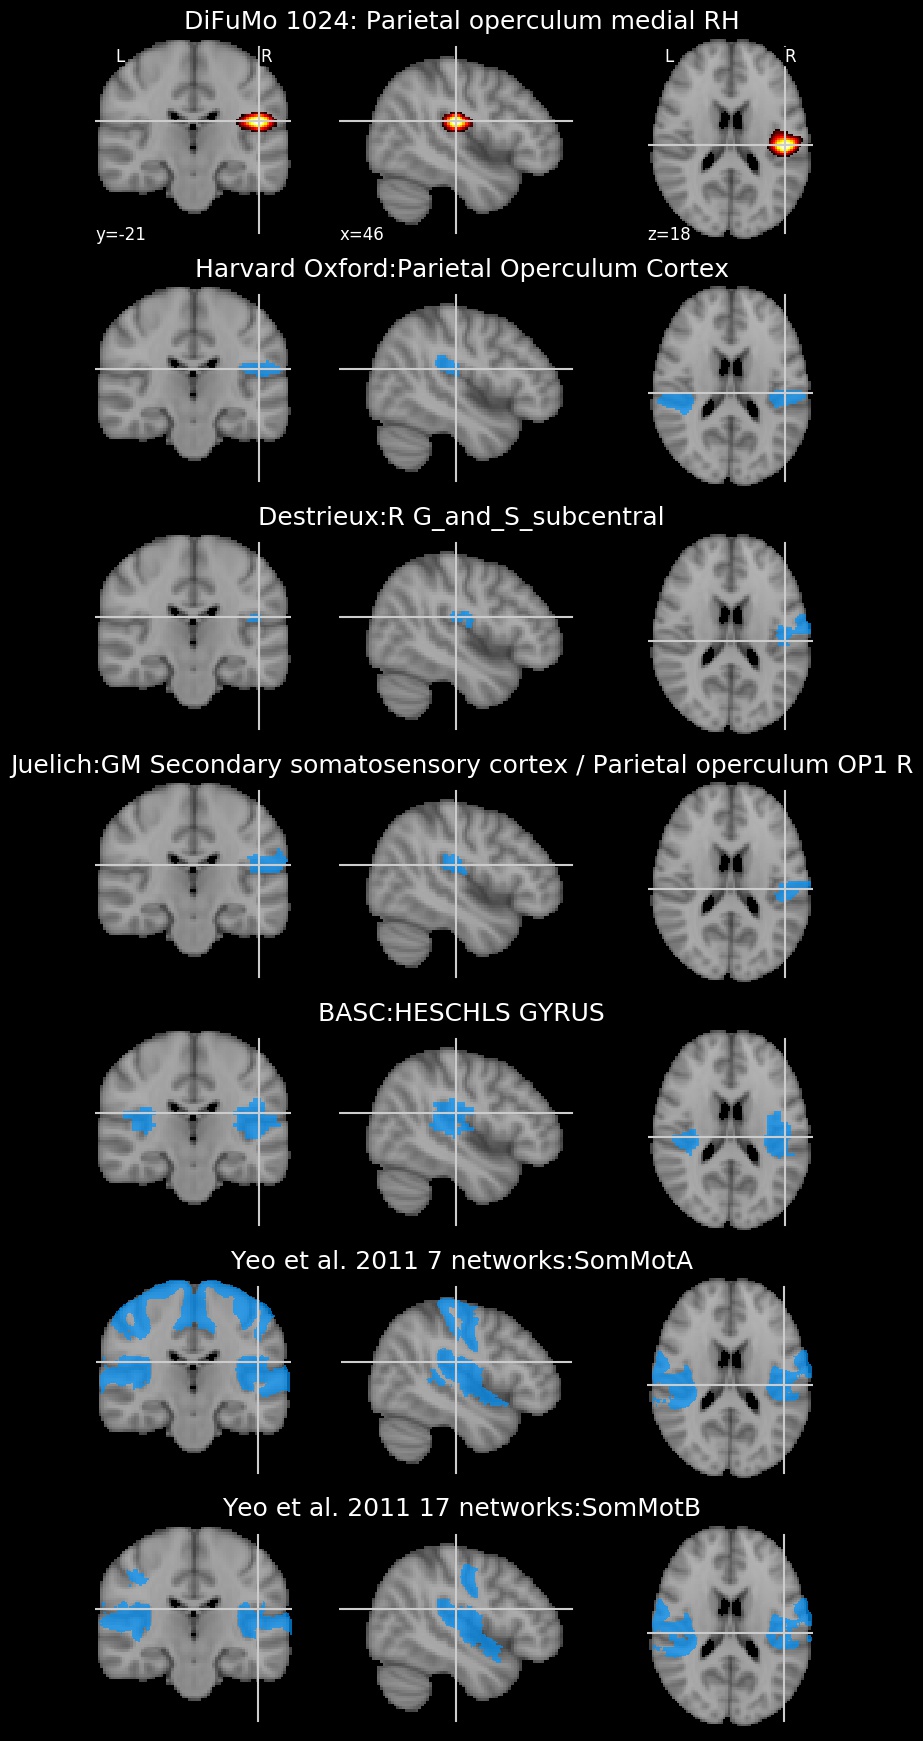 DiFuMo 1024: Parietal operculum medial RH
L R L R
y=-21 x=46 z=18
Harvard Oxford:Parietal Operculum Cortex
Destrieux:R G_and_S_subcentral
Juelich:GM Secondary somatosensory cortex / Parietal operculum OP1 R
BASC:HESCHLS GYRUS
Yeo et al. 2011 7 networks:SomMotA
Yeo et al. 2011 17 networks:SomMotB